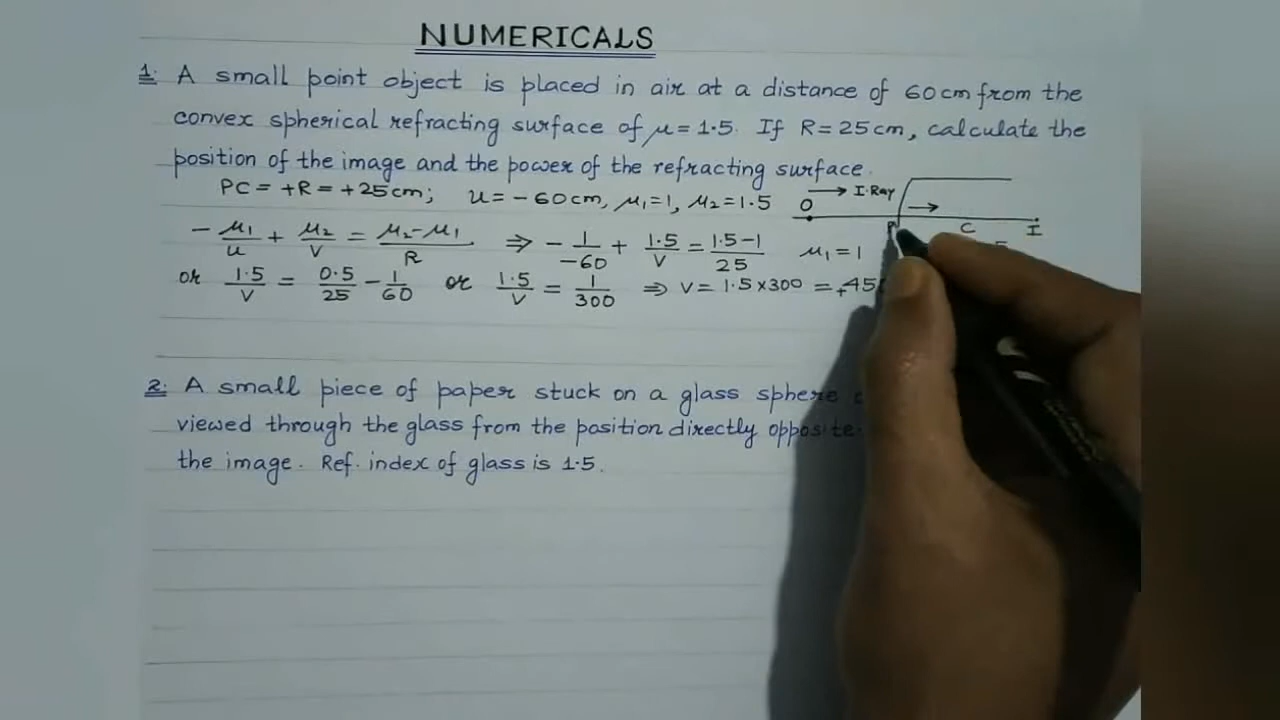 NUMERICALS
1. A small point object is placed in air at a distance of 60 cm from the
convex spherical refracting surface of μ = 1.5. If R = 25 cm, calculate the
position of the image and the power of the refracting surface.
PC = +R = +25 cm; u = -60 cm, μ₁ = 1, μ₂ = 1.5
O → I. Ray →
P C I
-μ₁/u + μ₂/v = (μ₂-μ₁)/R ⇒ -1/-60 + 1.5/v = (1.5-1)/25 μ₁ = 1
or 1.5/v = 0.5/25 - 1/60 or 1.5/v = 1/300 ⇒ v = 1.5×300 = +45
2. A small piece of paper stuck on a glass sphere
viewed through the glass from the position directly opposite.
the image. Ref. index of glass is 1.5.